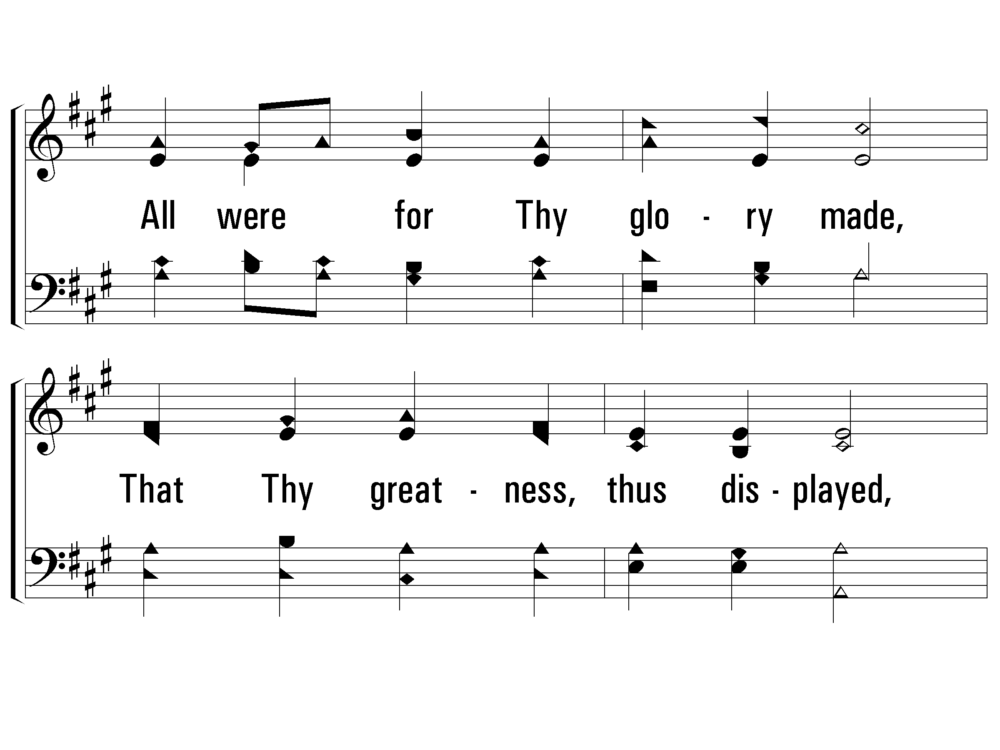 All were for Thy glo - ry made,
That Thy great - ness, thus dis - played,